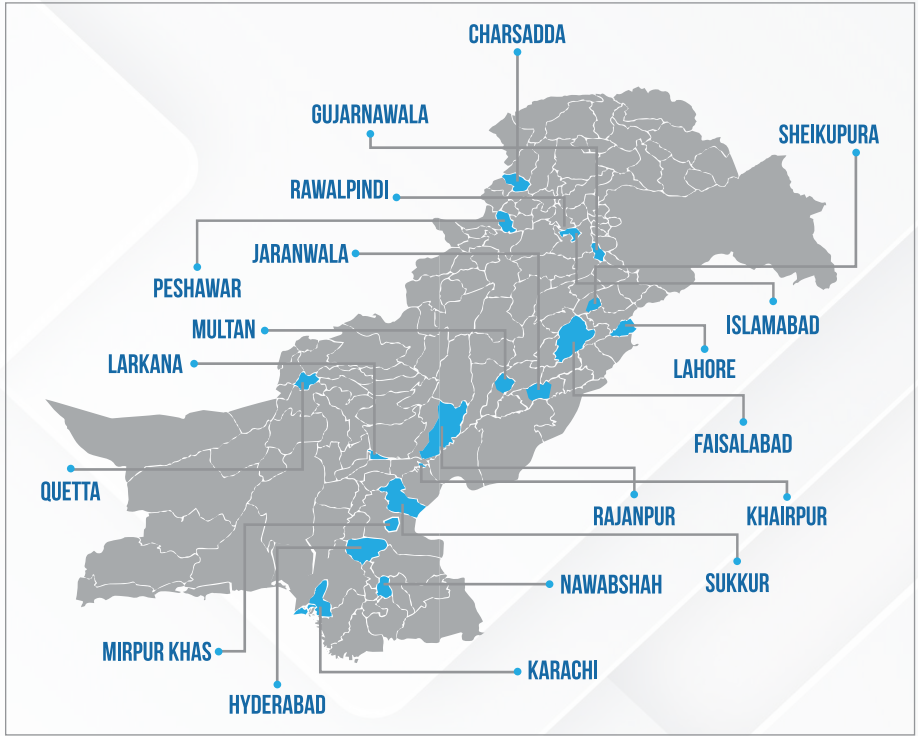 CHARSADDA
GUJARNAWALA
SHEIKUPURA
RAWALPINDI
JARANWALA
PESHAWAR
ISLAMABAD
MULTAN
LARKANA
LAHORE
FAISALABAD
QUETTA
RAJANPUR
KHAIRPUR
NAWABSHAH
SUKKUR
MIRPUR KHAS
KARACHI
HYDERABAD